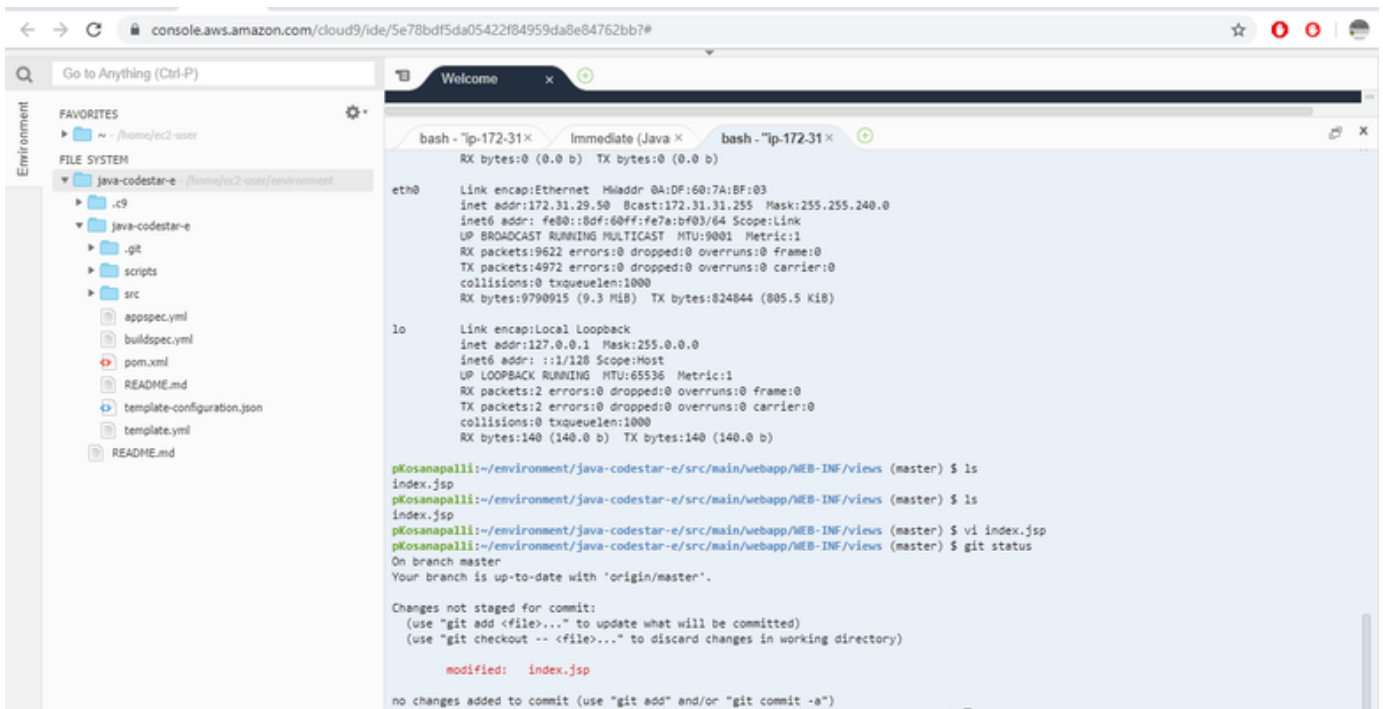 console.aws.amazon.com/cloud9/ide/5e78bdf5da05422f84959da8e84762bb?#
Go to Anything (Ctrl-P)
Environment
FAVORITES
~ - /home/ec2-user
FILE SYSTEM
java-codestar-e - /home/ec2-user/environment
.c9
java-codestar-e
.git
scripts
src
appspec.yml
buildspec.yml
pom.xml
README.md
template-configuration.json
template.yml
README.md
Welcome
bash - "ip-172-31 Immediate (Java bash - "ip-172-31
RX bytes:0 (0.0 b) TX bytes:0 (0.0 b)
eth0 Link encap:Ethernet HWaddr 0A:DF:60:7A:BF:03
inet addr:172.31.29.50 Bcast:172.31.31.255 Mask:255.255.240.0
inet6 addr: fe80::8df:60ff:fe7a:bf03/64 Scope:Link
UP BROADCAST RUNNING MULTICAST MTU:9001 Metric:1
RX packets:9622 errors:0 dropped:0 overruns:0 frame:0
TX packets:4972 errors:0 dropped:0 overruns:0 carrier:0
collisions:0 txqueuelen:1000
RX bytes:9790915 (9.3 MiB) TX bytes:824844 (805.5 KiB)
lo Link encap:Local Loopback
inet addr:127.0.0.1 Mask:255.0.0.0
inet6 addr: ::1/128 Scope:Host
UP LOOPBACK RUNNING MTU:65536 Metric:1
RX packets:2 errors:0 dropped:0 overruns:0 frame:0
TX packets:2 errors:0 dropped:0 overruns:0 carrier:0
collisions:0 txqueuelen:1000
RX bytes:140 (140.0 b) TX bytes:140 (140.0 b)
pKosanapalli:~/environment/java-codestar-e/src/main/webapp/WEB-INF/views (master) $ ls
index.jsp
pKosanapalli:~/environment/java-codestar-e/src/main/webapp/WEB-INF/views (master) $ ls
index.jsp
pKosanapalli:~/environment/java-codestar-e/src/main/webapp/WEB-INF/views (master) $ vi index.jsp
pKosanapalli:~/environment/java-codestar-e/src/main/webapp/WEB-INF/views (master) $ git status
On branch master
Your branch is up-to-date with 'origin/master'.
Changes not staged for commit:
(use "git add <file>..." to update what will be committed)
(use "git checkout -- <file>..." to discard changes in working directory)
modified: index.jsp
no changes added to commit (use "git add" and/or "git commit -a")